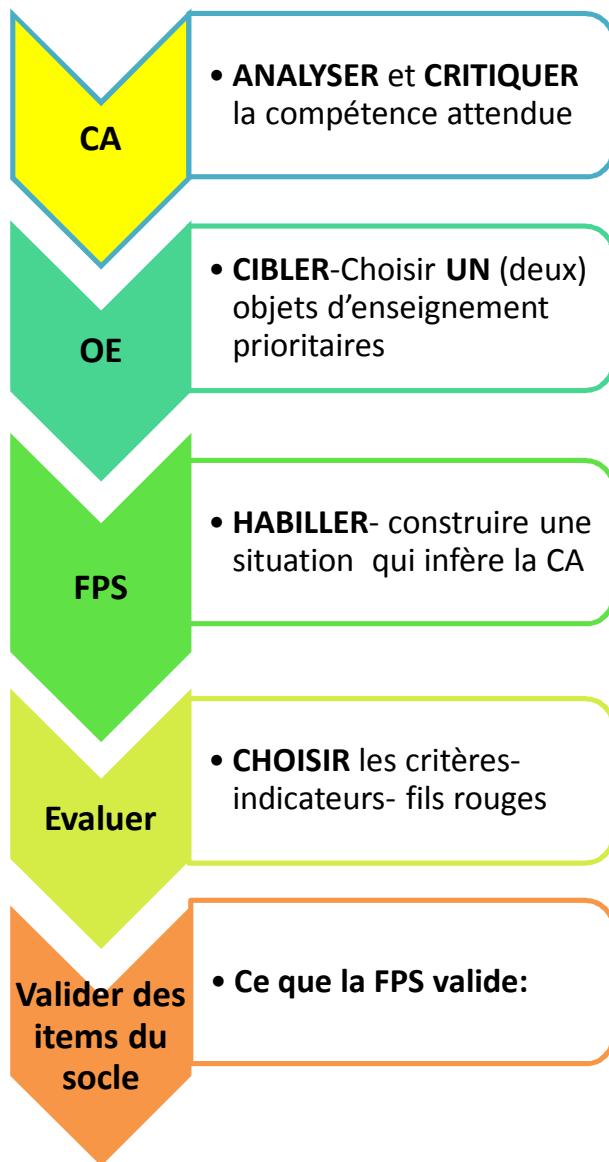 CA
• ANALYSER et CRITIQUER
la compétence attendue
OE
• CIBLER-Choisir UN (deux)
objets d'enseignement
prioritaires
FPS
• HABILLER- construire une
situation qui infère la CA
Evaluer
• CHOISIR les critères-
indicateurs- fils rouges
Valider des
items du
socle
• Ce que la FPS valide: